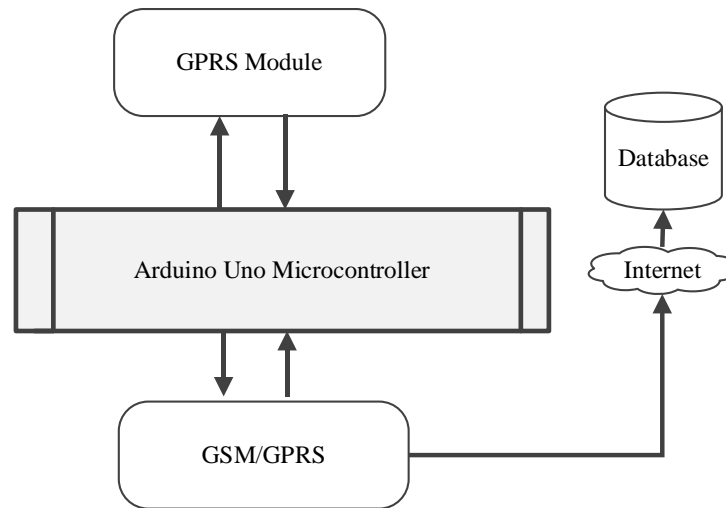 GPRS Module
Database
Arduino Uno Microcontroller
Internet
GSM/GPRS